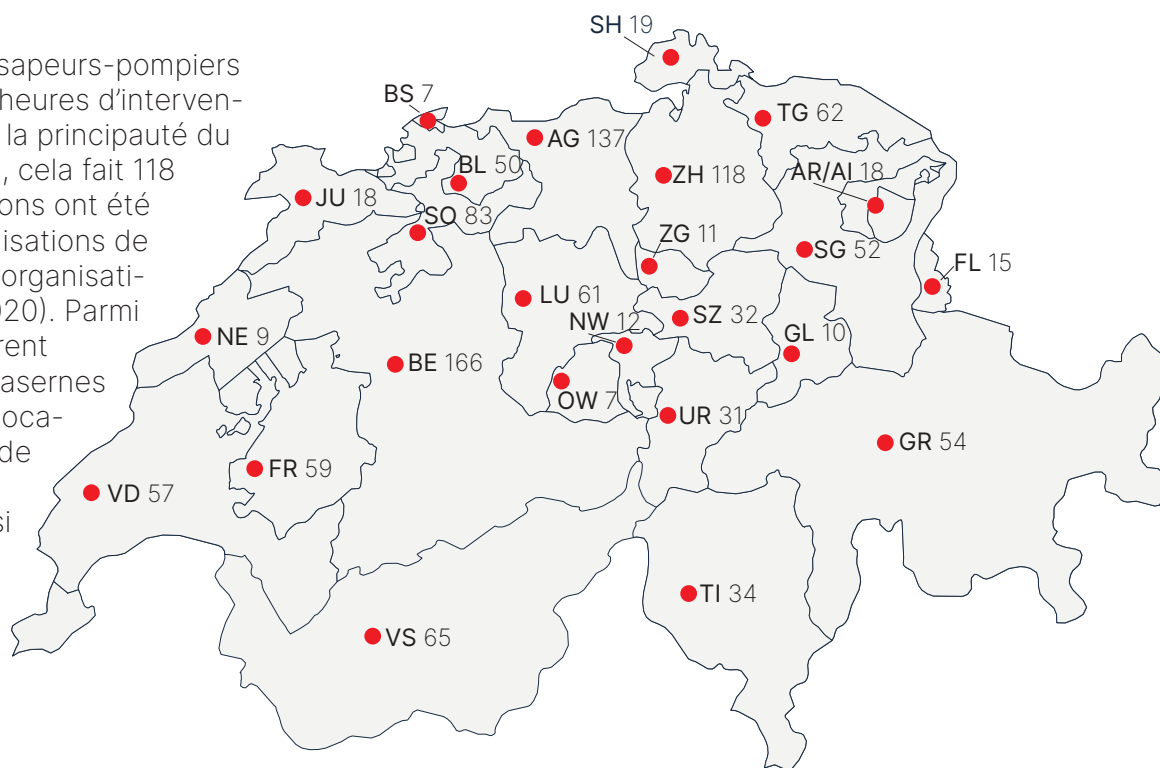 sapeurs-pompiers
heures d’interven-
la principauté du
, cela fait 118
ons ont été
lisations de
organisati-
020). Parmi
rent
asernes
oca-
de
si
SH 19
BS 7
TG 62
AG 137
BL 50
ZH 118
AR/AI 18
JU 18
SO 83
ZG 11
SG 52
FL 15
LU 61
NW 12
SZ 32
GL 10
NE 9
BE 166
OW 7
UR 31
GR 54
FR 59
VD 57
TI 34
VS 65